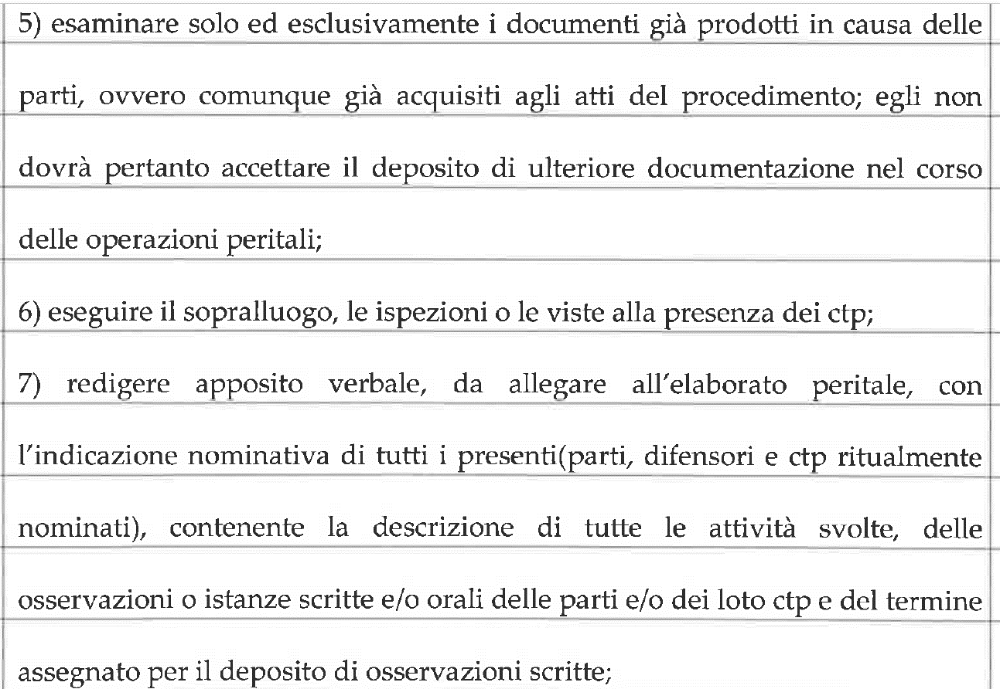 5) esaminare solo ed esclusivamente i documenti già prodotti in causa delle
parti, ovvero comunque già acquisiti agli atti del procedimento; egli non
dovrà pertanto accettare il deposito di ulteriore documentazione nel corso
delle operazioni peritali;
6) eseguire il sopralluogo, le ispezioni o le viste alla presenza dei ctp;
7) redigere apposito verbale, da allegare all'elaborato peritale, con
l'indicazione nominativa di tutti i presenti(parti, difensori e ctp ritualmente
nominati), contenente la descrizione di tutte le attività svolte, delle
osservazioni o istanze scritte e/o orali delle parti e/o dei loto ctp e del termine
assegnato per il deposito di osservazioni scritte;